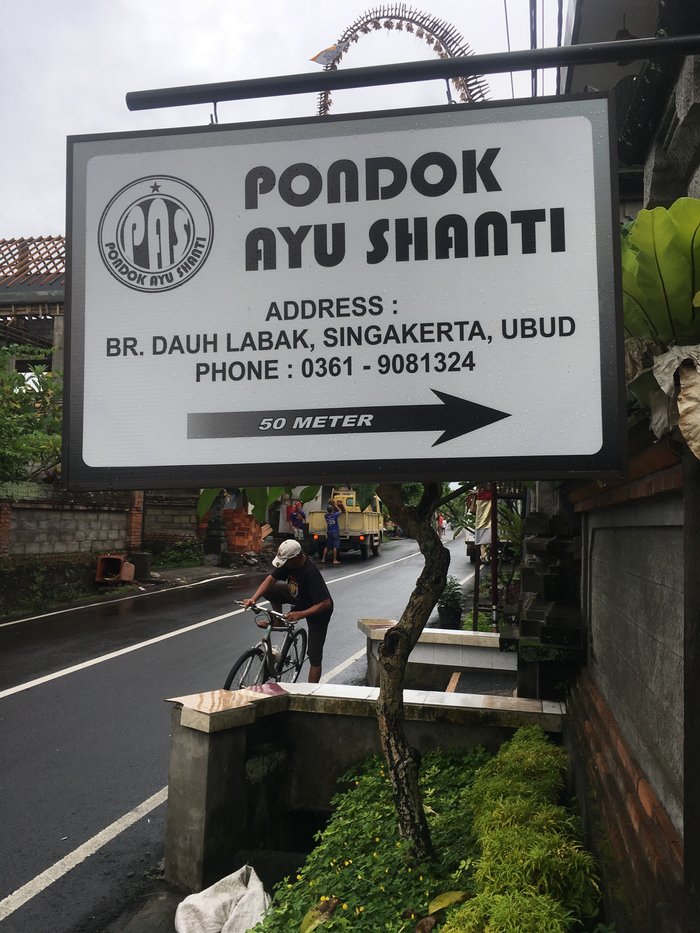 PAS
PONDOK AYU SHANTI
PONDOK
AYU SHANTI
ADDRESS :
BR. DAUH LABAK, SINGAKERTA, UBUD
PHONE : 0361 - 9081324
50 METER